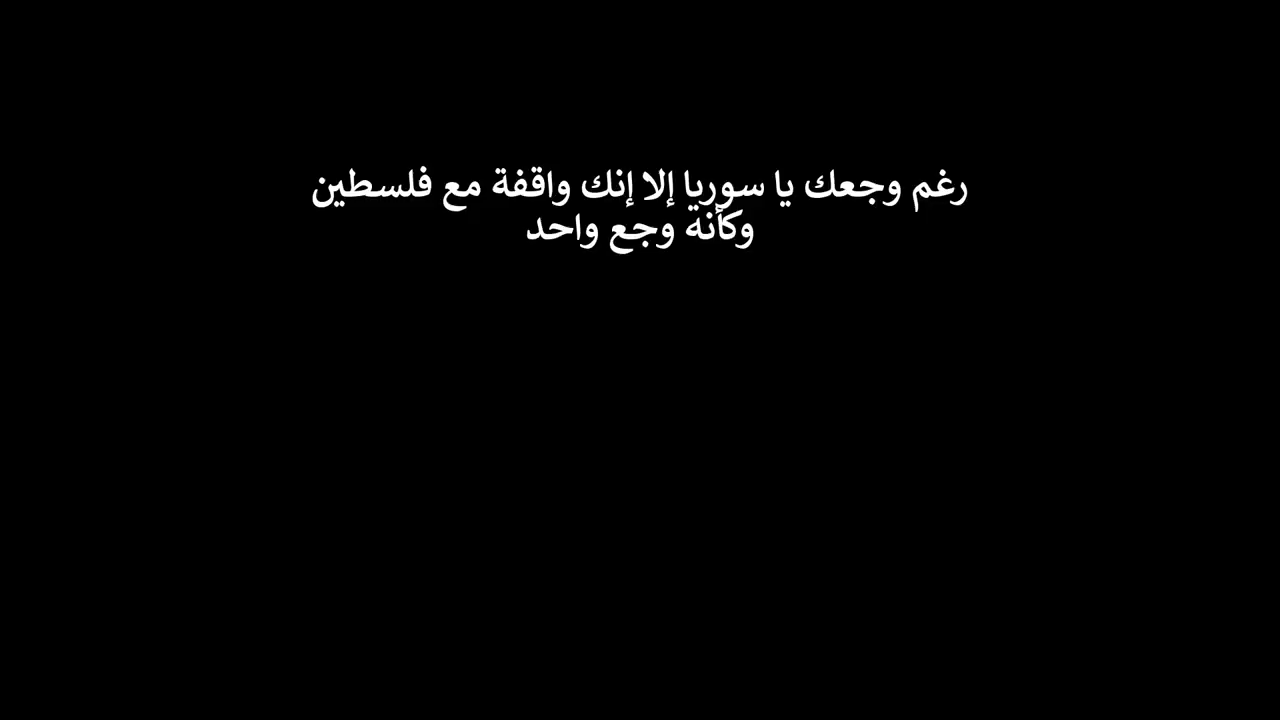 رغم وجعك يا سوريا إلا إنك واقفة مع فلسطين
وكأنه وجع واحد